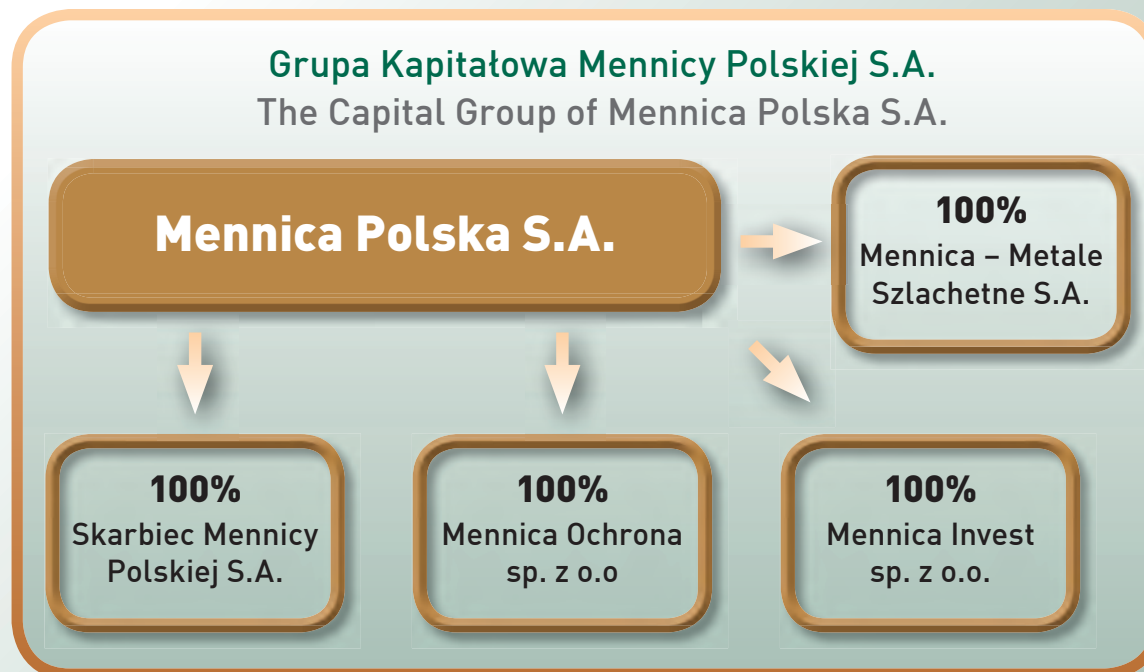 Grupa Kapitałowa Mennicy Polskiej S.A.
The Capital Group of Mennica Polska S.A.
Mennica Polska S.A.
100%
Mennica – Metale
Szlachetne S.A.
100%
Skarbiec Mennicy
Polskiej S.A.
100%
Mennica Ochrona
sp. z o.o
100%
Mennica Invest
sp. z o.o.